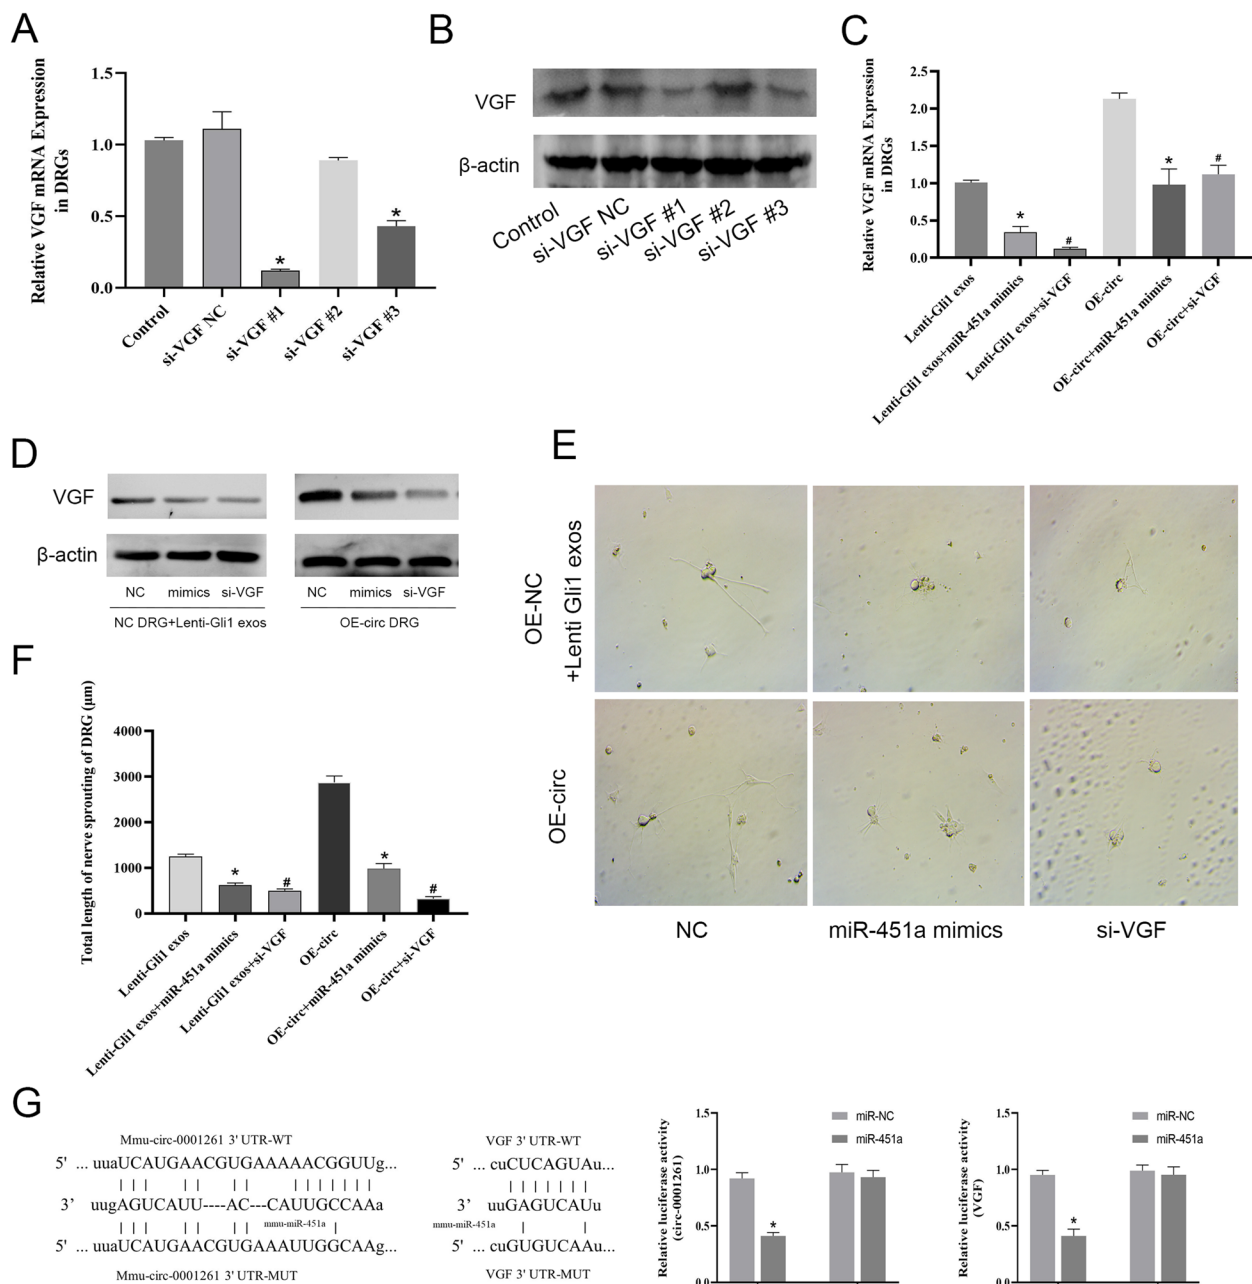 A
Relative VGF mRNA Expression
in DRGs
1.5
1.0
0.5
0.0
*
*
Control
si-VGF NC
si-VGF #1
si-VGF #2
si-VGF #3
B
VGF
β-actin
Control
si-VGF NC
si-VGF #1
si-VGF #2
si-VGF #3
C
Relative VGF mRNA Expression
in DRGs
2.5
2.0
1.5
1.0
0.5
0.0
*
#
*
#
Lenti-Gli1 exos
Lenti-Gli1 exos+miR-451a mimics
Lenti-Gli1 exos+si-VGF
OE-circ
OE-circ+miR-451a mimics
OE-circ+si-VGF
D
VGF
β-actin
NC mimics si-VGF
NC DRG+Lenti-Gli1 exos
NC mimics si-VGF
OE-circ DRG
E
OE-NC
+Lenti Gli1 exos
OE-circ
NC
miR-451a mimics
si-VGF
F
Total length of nerve sprouting of DRG (μm)
4000
3000
2000
1000
0
*
#
*
#
Lenti-Gli1 exos
Lenti-Gli1 exos+miR-451a mimics
Lenti-Gli1 exos+si-VGF
OE-circ
OE-circ+miR-451a mimics
OE-circ+si-VGF
G
Mmu-circ-0001261 3' UTR-WT
5' ... uuaUCAUGAACGUGAAAAACGGUUg...
3' uugAGUCAUU----AC---CAUUGCCAAa
mmu-miR-451a
5' ... uuaUCAUGAACGUGAAAUUGGCAAg...
Mmu-circ-0001261 3' UTR-MUT
VGF 3' UTR-WT
5' ... cuCUCAGUAu...
3' uuGAGUCAUu
mmu-miR-451a
5' ... cuGUGUCAAu...
VGF 3' UTR-MUT
Relative luciferase activity
(circ-0001261)
1.5
1.0
0.5
0.0
miR-NC
miR-451a
*
Relative luciferase activity
(VGF)
1.5
1.0
0.5
0.0
miR-NC
miR-451a
*